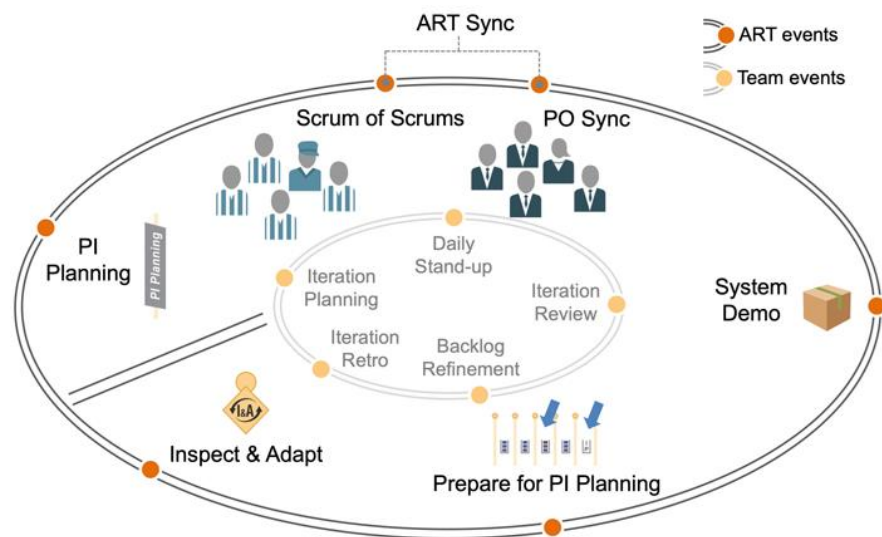 ART Sync
ART events
Team events
Scrum of Scrums
PO Sync
PI
Planning
PI Planning
Daily
Stand-up
Iteration
Planning
Iteration
Review
System
Demo
Iteration
Retro
Backlog
Refinement
I&A
Inspect & Adapt
Prepare for PI Planning